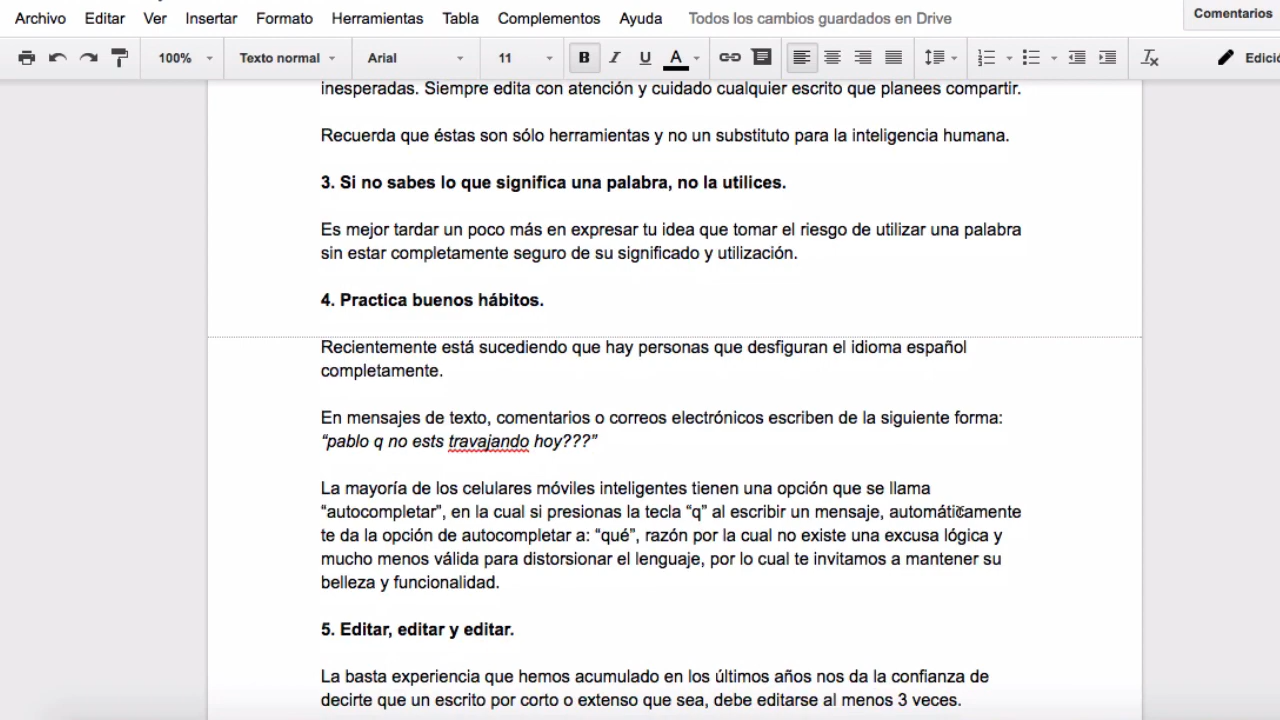 Archivo Editar Ver Insertar Formato Herramientas Tabla Complementos Ayuda Todos los cambios guardados en Drive Comentarios
100% Texto normal Arial 11 B I U A
inesperadas. Siempre edita con atención y cuidado cualquier escrito que planees compartir.
Recuerda que éstas son sólo herramientas y no un substituto para la inteligencia humana.
3. Si no sabes lo que significa una palabra, no la utilices.
Es mejor tardar un poco más en expresar tu idea que tomar el riesgo de utilizar una palabra
sin estar completamente seguro de su significado y utilización.
4. Practica buenos hábitos.
Recientemente está sucediendo que hay personas que desfiguran el idioma español
completamente.
En mensajes de texto, comentarios o correos electrónicos escriben de la siguiente forma:
“pablo q no ests travajando hoy???”
La mayoría de los celulares móviles inteligentes tienen una opción que se llama
“autocompletar”, en la cual si presionas la tecla “q” al escribir un mensaje, automáticamente
te da la opción de autocompletar a: “qué”, razón por la cual no existe una excusa lógica y
mucho menos válida para distorsionar el lenguaje, por lo cual te invitamos a mantener su
belleza y funcionalidad.
5. Editar, editar y editar.
La basta experiencia que hemos acumulado en los últimos años nos da la confianza de
decirte que un escrito por corto o extenso que sea, debe editarse al menos 3 veces.